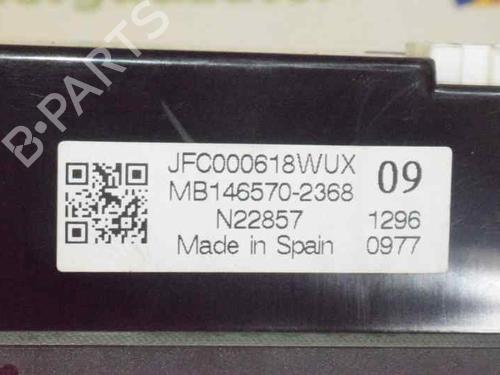 B-PARTS
JFC000618WUX 09
MB146570-2368
N22857 1296
Made in Spain 0977